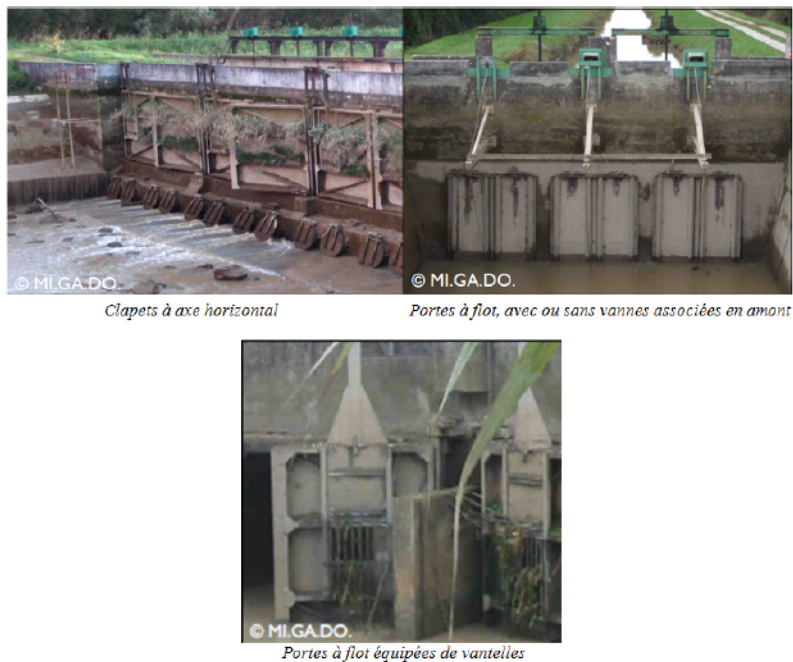 © MI.GA.DO.
© MI.GA.DO.
Clapets à axe horizontal
Portes à flot, avec ou sans vannes associées en amont
© MI.GA.DO.
Portes à flot équipées de vantelles